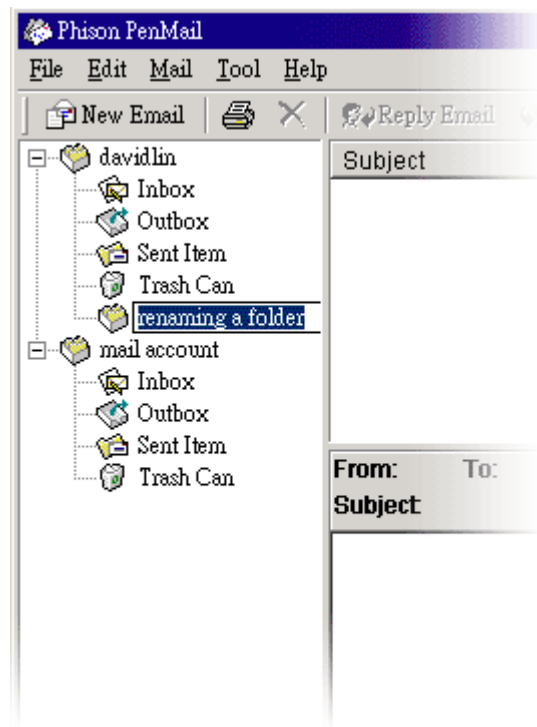 Phison PenMail
File Edit Mail Tool Help
New Email Reply Email
davidlin
Inbox
Outbox
Sent Item
Trash Can
renaming a folder
mail account
Inbox
Outbox
Sent Item
Trash Can
Subject
From: To:
Subject: